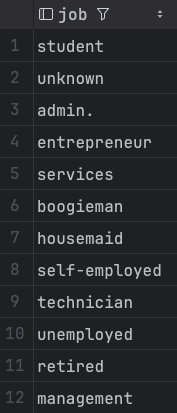 job
1 student
2 unknown
3 admin.
4 entrepreneur
5 services
6 boogieman
7 housemaid
8 self-employed
9 technician
10 unemployed
11 retired
12 management